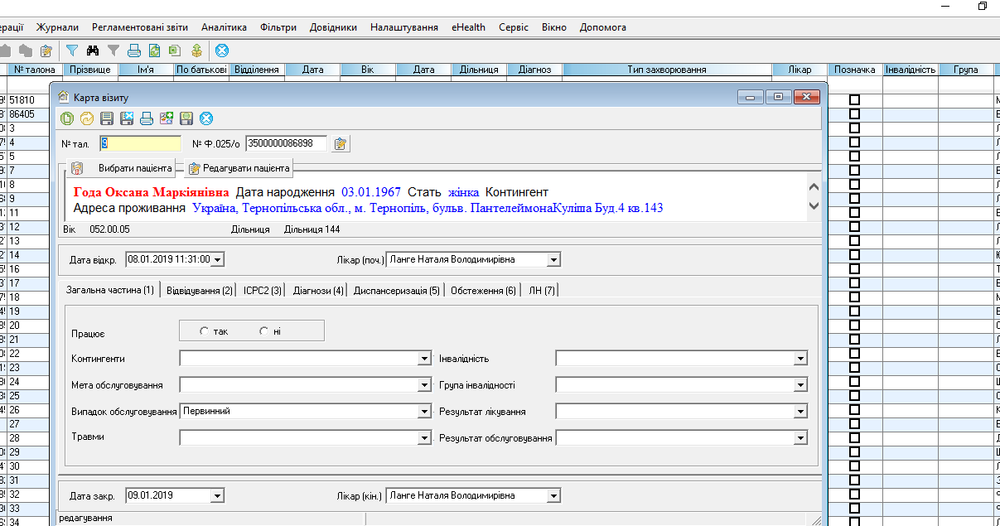 ерації Журнали Регламентовані звіти Аналітика Фільтри Довідники Налаштування eHealth Сервіс Вікно Допомога
№ талона Прізвище Ім'я По батькові Відділення Дата Вік Дата Дільниця Діагноз Тип захворювання Лікар Позначка Інвалідність Група
Карта візиту
51810
86405
3
4
5
7
8
9
11
12
13
14
16
17
18
19
20
21
22
23
24
25
26
27
28
29
30
31
32
33
34
№ тал. 9 № Ф.025/о 3500000086898
Вибрати пацієнта Редагувати пацієнта
Года Оксана Маркіянівна Дата народження 03.01.1967 Стать жінка Контингент
Адреса проживання Україна, Тернопільська обл., м. Тернопіль, бульв. ПантелеймонаКуліша Буд.4 кв.143
Вік 052.00.05 Дільниця Дільниця 144
Дата відкр. 08.01.2019 11:31:00 Лікар (поч.) Ланге Наталя Володимирівна
Загальна частина (1) Відвідування (2) ICPC2 (3) Діагнози (4) Диспансеризація (5) Обстеження (6) ЛН (7)
Працює так ні
Контингенти Інвалідність
Мета обслуговування Група інвалідності
Випадок обслуговування Первинний Результат лікування
Травми Результат обслуговування
Дата закр. 09.01.2019 Лікар (кін.) Ланге Наталя Володимирівна
редагування